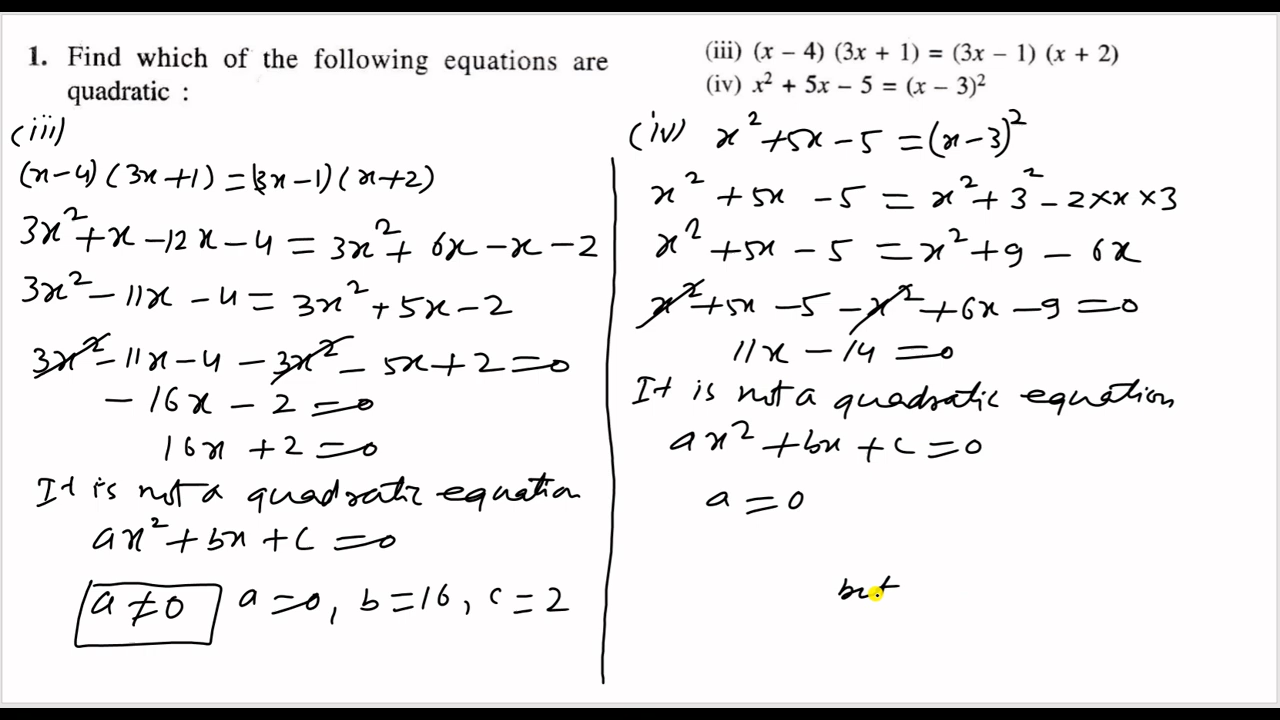 1. Find which of the following equations are
quadratic :
(iii) (x – 4) (3x + 1) = (3x – 1) (x + 2)
(iv) x² + 5x – 5 = (x – 3)²
(iii)
(x-4)(3x+1)=(3x-1)(x+2)
3x²+x-12x-4=3x²+6x-x-2
3x²-11x-4=3x²+5x-2
3x²-11x-4-3x²-5x+2=0
-16x-2=0
16x+2=0
It is not a quadratic equation
ax²+bx+c=0
a≠0 a=0, b=16, c=2
(iv) x²+5x-5=(x-3)²
x²+5x-5=x²+3²-2×x×3
x²+5x-5=x²+9-6x
x²+5x-5-x²+6x-9=0
11x-14=0
It is not a quadratic equation
ax²+bx+c=0
a=0
but